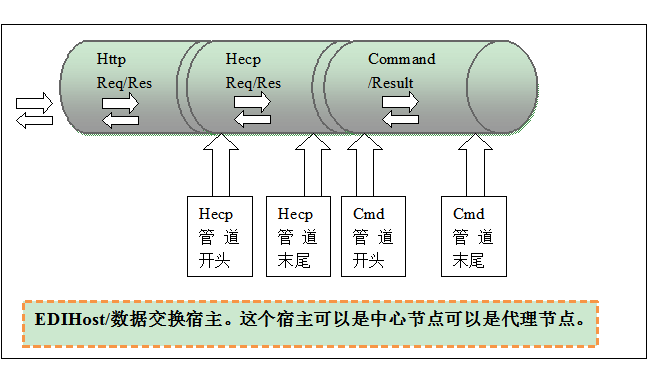 Http
Req/Res
Hecp
Req/Res
Command
/Result
Hecp
管道
开头
Hecp
管道
末尾
Cmd
管道
开头
Cmd
管道
末尾
EDIHost/数据交换宿主。这个宿主可以是中心节点可以是代理节点。